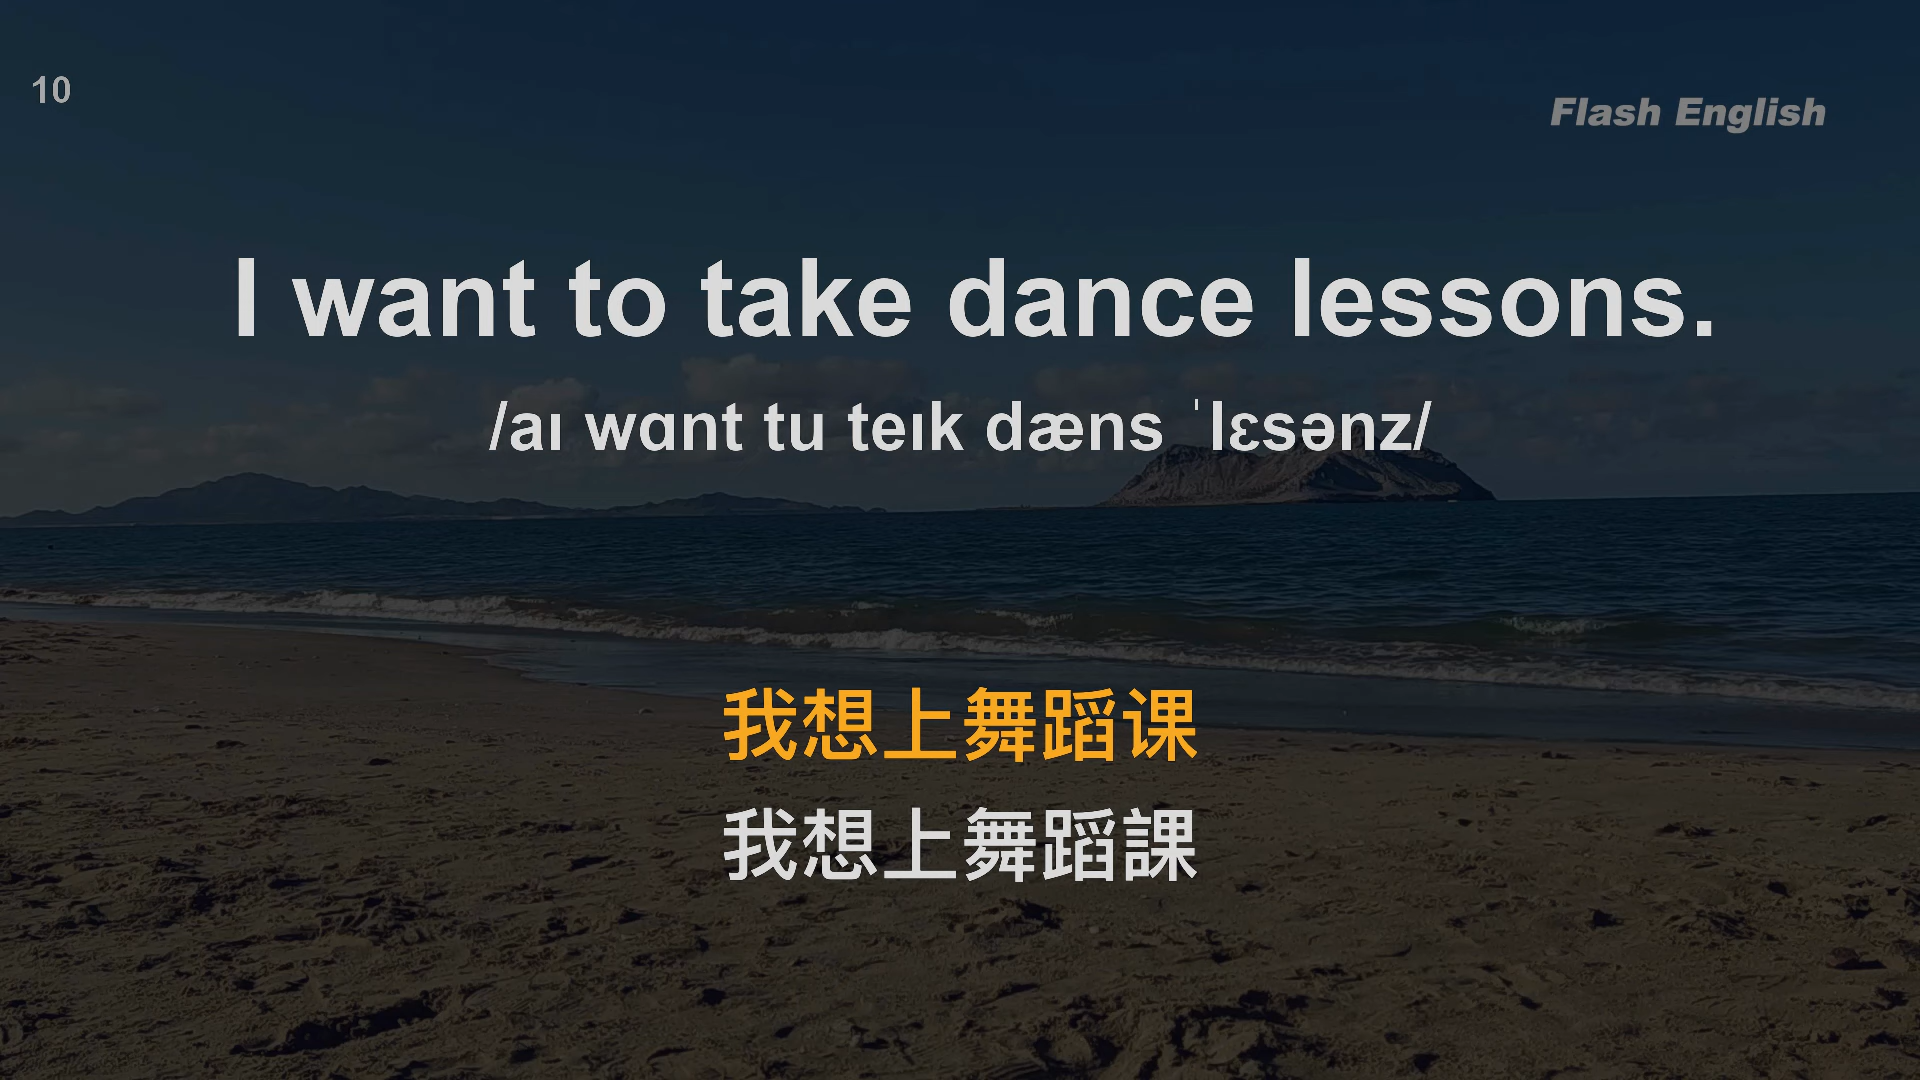 10
Flash English
I want to take dance lessons.
/aɪ wɑnt tu teɪk dæns ˈlɛsənz/
我想上舞蹈课
我想上舞蹈課